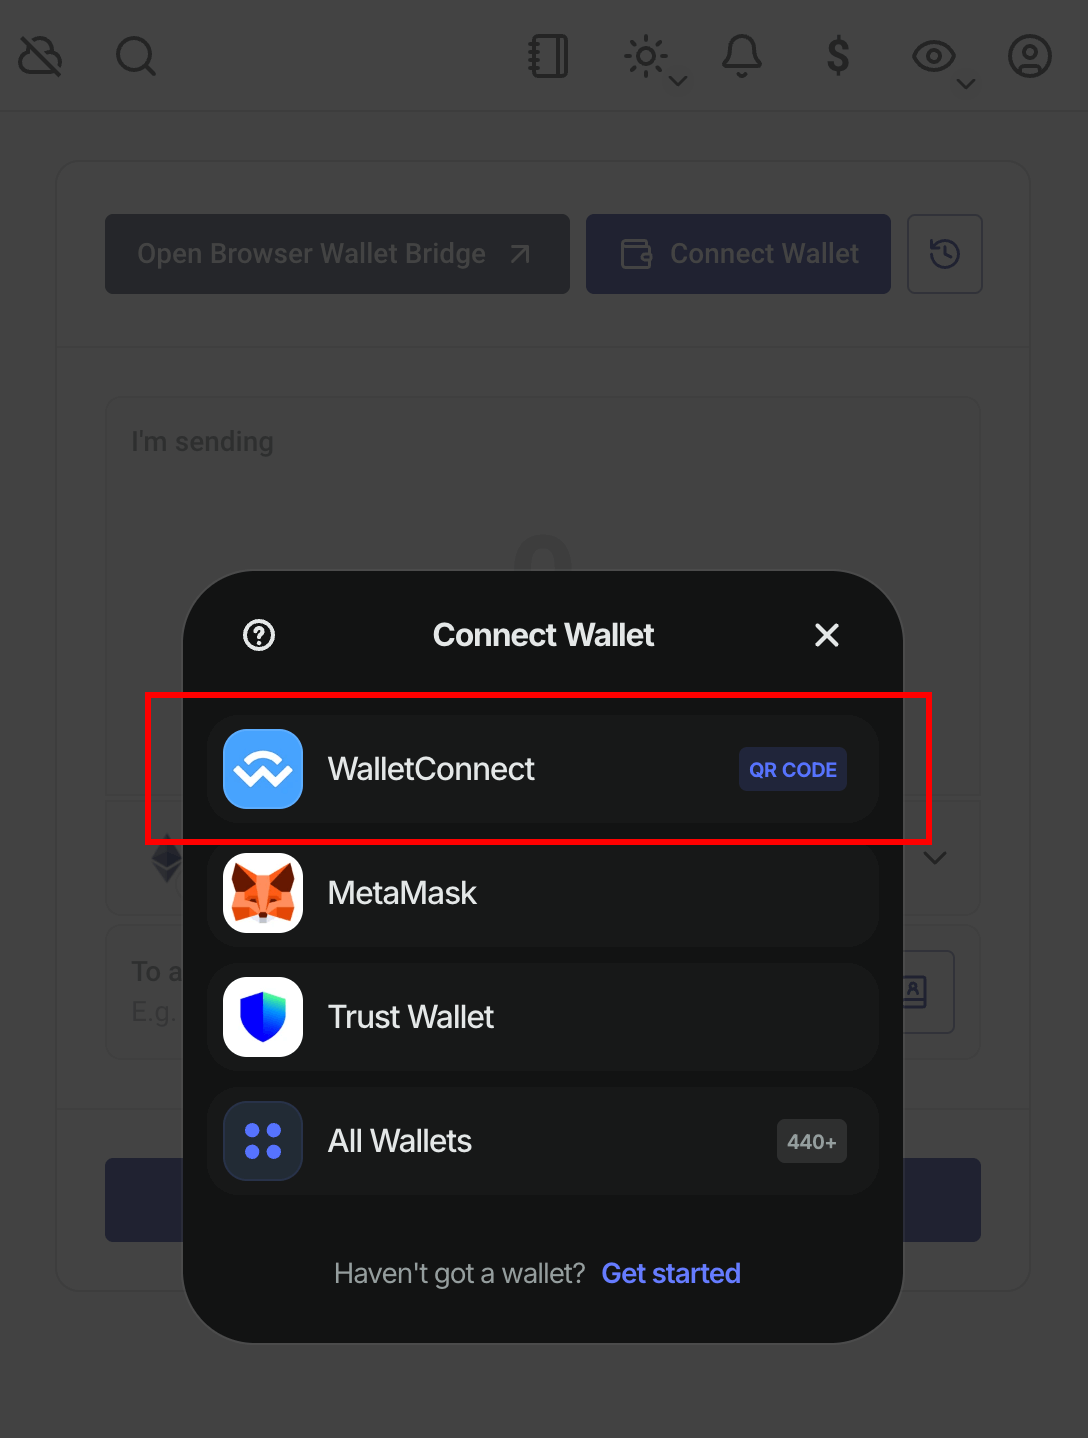 Open Browser Wallet Bridge
Connect Wallet
I'm sending
Connect Wallet
WalletConnect
QR CODE
MetaMask
To a
E.g.
Trust Wallet
All Wallets
440+
Haven't got a wallet? Get started